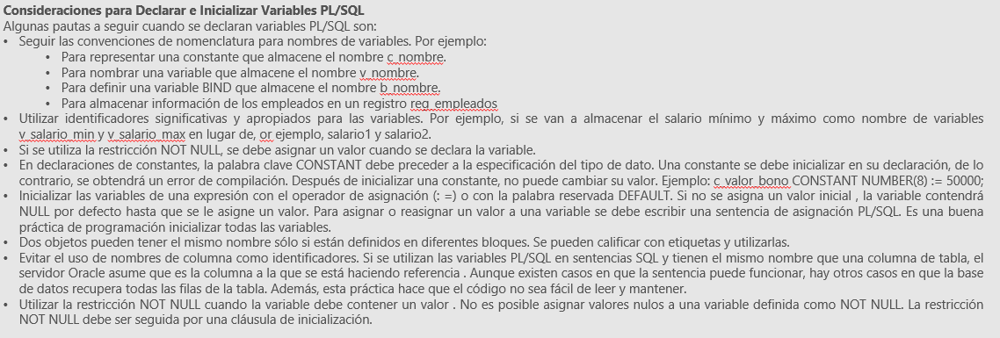 Consideraciones para Declarar e Inicializar Variables PL/SQL
Algunas pautas a seguir cuando se declaran variables PL/SQL son:
• Seguir las convenciones de nomenclatura para nombres de variables. Por ejemplo:
• Para representar una constante que almacene el nombre c_nombre.
• Para nombrar una variable que almacene el nombre v_nombre.
• Para definir una variable BIND que almacene el nombre b_nombre.
• Para almacenar información de los empleados en un registro reg_empleados
• Utilizar identificadores significativas y apropiados para las variables. Por ejemplo, si se van a almacenar el salario mínimo y máximo como nombre de variables
v_salario_min y v_salario_max en lugar de, or ejemplo, salario1 y salario2.
• Si se utiliza la restricción NOT NULL, se debe asignar un valor cuando se declara la variable.
• En declaraciones de constantes, la palabra clave CONSTANT debe preceder a la especificación del tipo de dato. Una constante se debe inicializar en su declaración, de lo
contrario, se obtendrá un error de compilación. Después de inicializar una constante, no puede cambiar su valor. Ejemplo: c_valor_bono CONSTANT NUMBER(8) := 50000;
• Inicializar las variables de una expresión con el operador de asignación (: =) o con la palabra reservada DEFAULT. Si no se asigna un valor inicial , la variable contendrá
NULL por defecto hasta que se le asigne un valor. Para asignar o reasignar un valor a una variable se debe escribir una sentencia de asignación PL/SQL. Es una buena
práctica de programación inicializar todas las variables.
• Dos objetos pueden tener el mismo nombre sólo si están definidos en diferentes bloques. Se pueden calificar con etiquetas y utilizarlas.
• Evitar el uso de nombres de columna como identificadores. Si se utilizan las variables PL/SQL en sentencias SQL y tienen el mismo nombre que una columna de tabla, el
servidor Oracle asume que es la columna a la que se está haciendo referencia . Aunque existen casos en que la sentencia puede funcionar, hay otros casos en que la base
de datos recupera todas las filas de la tabla. Además, esta práctica hace que el código no sea fácil de leer y mantener.
• Utilizar la restricción NOT NULL cuando la variable debe contener un valor . No es posible asignar valores nulos a una variable definida como NOT NULL. La restricción
NOT NULL debe ser seguida por una cláusula de inicialización.